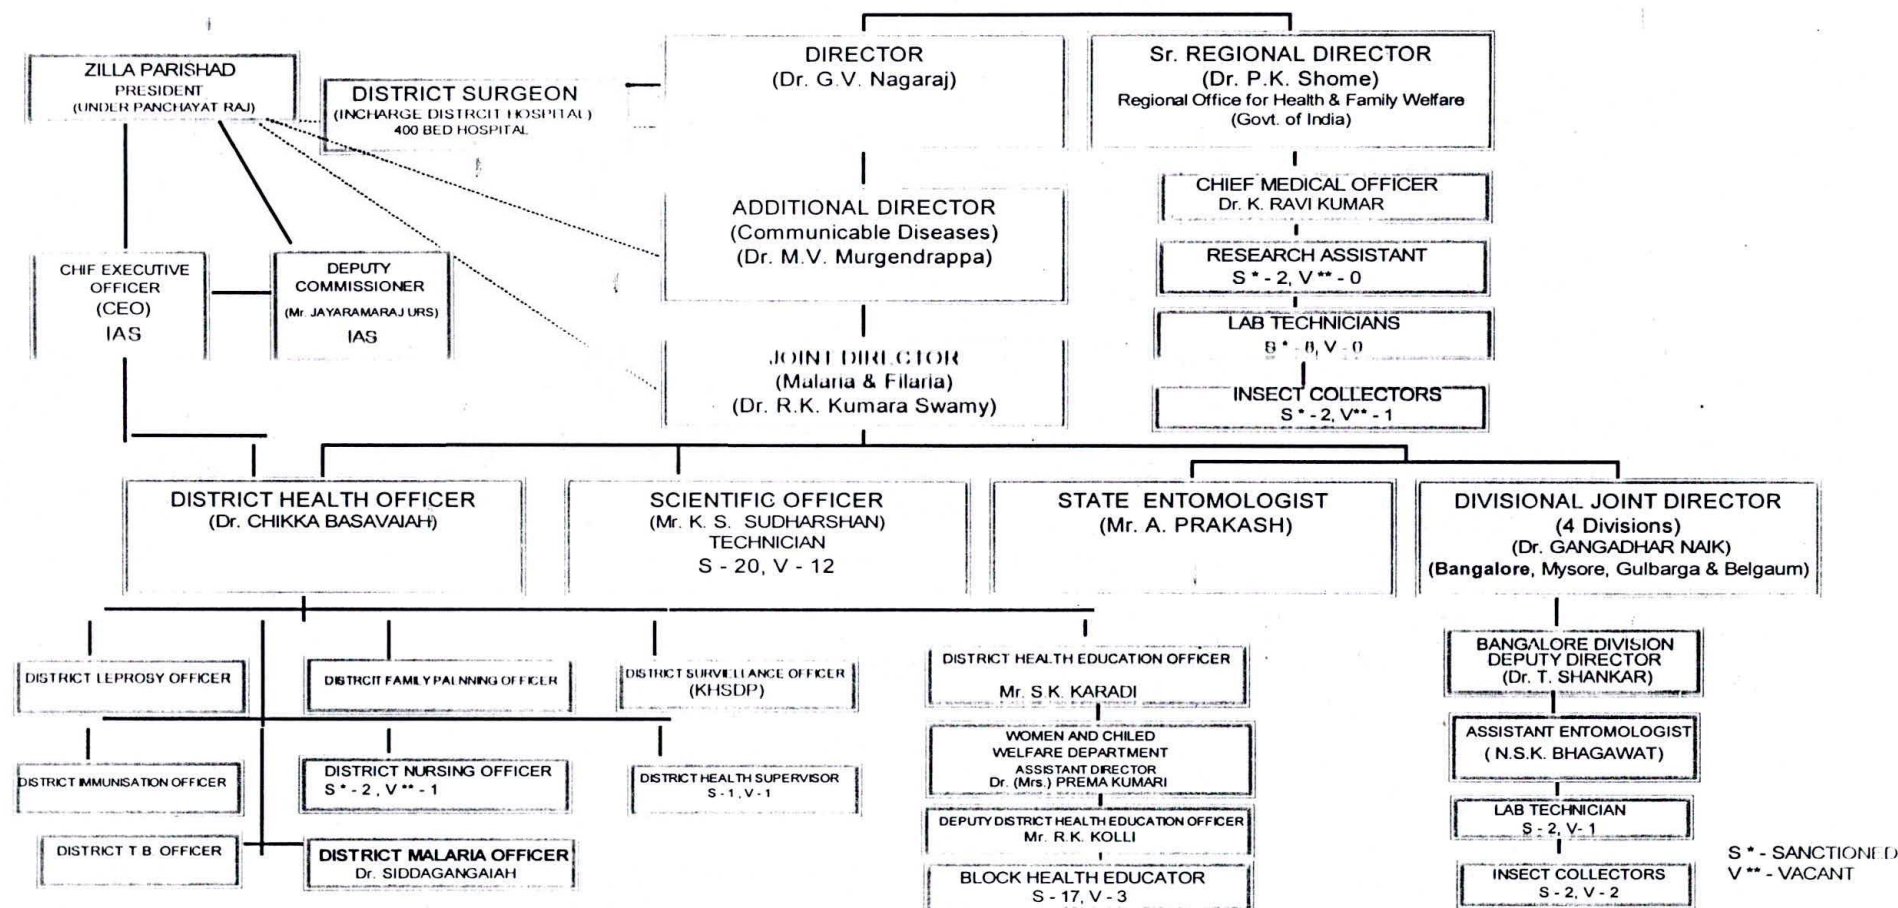 ZILLA PARISHAD
PRESIDENT
(UNDER PANCHAYAT RAJ)
DISTRICT SURGEON
(INCHARGE DISTRCIT HOSPITAL)
400 BED HOSPITAL
DIRECTOR
(Dr. G.V. Nagaraj)
Sr. REGIONAL DIRECTOR
(Dr. P.K. Shome)
Regional Office for Health & Family Welfare
(Govt. of India)
CHIEF MEDICAL OFFICER
Dr. K. RAVI KUMAR
ADDITIONAL DIRECTOR
(Communicable Diseases)
(Dr. M.V. Murgendrappa)
RESEARCH ASSISTANT
S * - 2, V ** - 0
CHIF EXECUTIVE
OFFICER
(CEO)
IAS
DEPUTY
COMMISSIONER
(Mr. JAYARAMARAJ URS)
IAS
LAB TECHNICIANS
S * - 8, V - 0
JOINT DIRECTOR
(Malaria & Filaria)
(Dr. R.K. Kumara Swamy)
INSECT COLLECTORS
S * - 2, V** - 1
DISTRICT HEALTH OFFICER
(Dr. CHIKKA BASAVAIAH)
SCIENTIFIC OFFICER
(Mr. K. S. SUDHARSHAN)
TECHNICIAN
S - 20, V - 12
STATE ENTOMOLOGIST
(Mr. A. PRAKASH)
DIVISIONAL JOINT DIRECTOR
(4 Divisions)
(Dr. GANGADHAR NAIK)
(Bangalore, Mysore, Gulbarga & Belgaum)
DISTRICT LEPROSY OFFICER
DISTRCIT FAMILY PALNNING OFFICER
DISTRICT SURVIELLANCE OFFICER
(KHSDP)
DISTRICT HEALTH EDUCATION OFFICER
Mr. S.K. KARADI
BANGALORE DIVISION
DEPUTY DIRECTOR
(Dr. T. SHANKAR)
WOMEN AND CHILED
WELFARE DEPARTMENT
ASSISTANT DIRECTOR
Dr. (Mrs.) PREMA KUMARI
ASSISTANT ENTOMOLOGIST
( N.S.K. BHAGAWAT)
DISTRICT IMMUNISATION OFFICER
DISTRICT NURSING OFFICER
S * - 2 , V ** - 1
DISTRICT HEALTH SUPERVISOR
S - 1, V - 1
DEPUTY DISTRICT HEALTH EDUCATION OFFICER
Mr. R.K. KOLLI
LAB TECHNICIAN
S - 2, V- 1
DISTRICT T.B. OFFICER
DISTRICT MALARIA OFFICER
Dr. SIDDAGANGAIAH
BLOCK HEALTH EDUCATOR
S - 17, V - 3
INSECT COLLECTORS
S - 2, V - 2
S * - SANCTIONED
V ** - VACANT